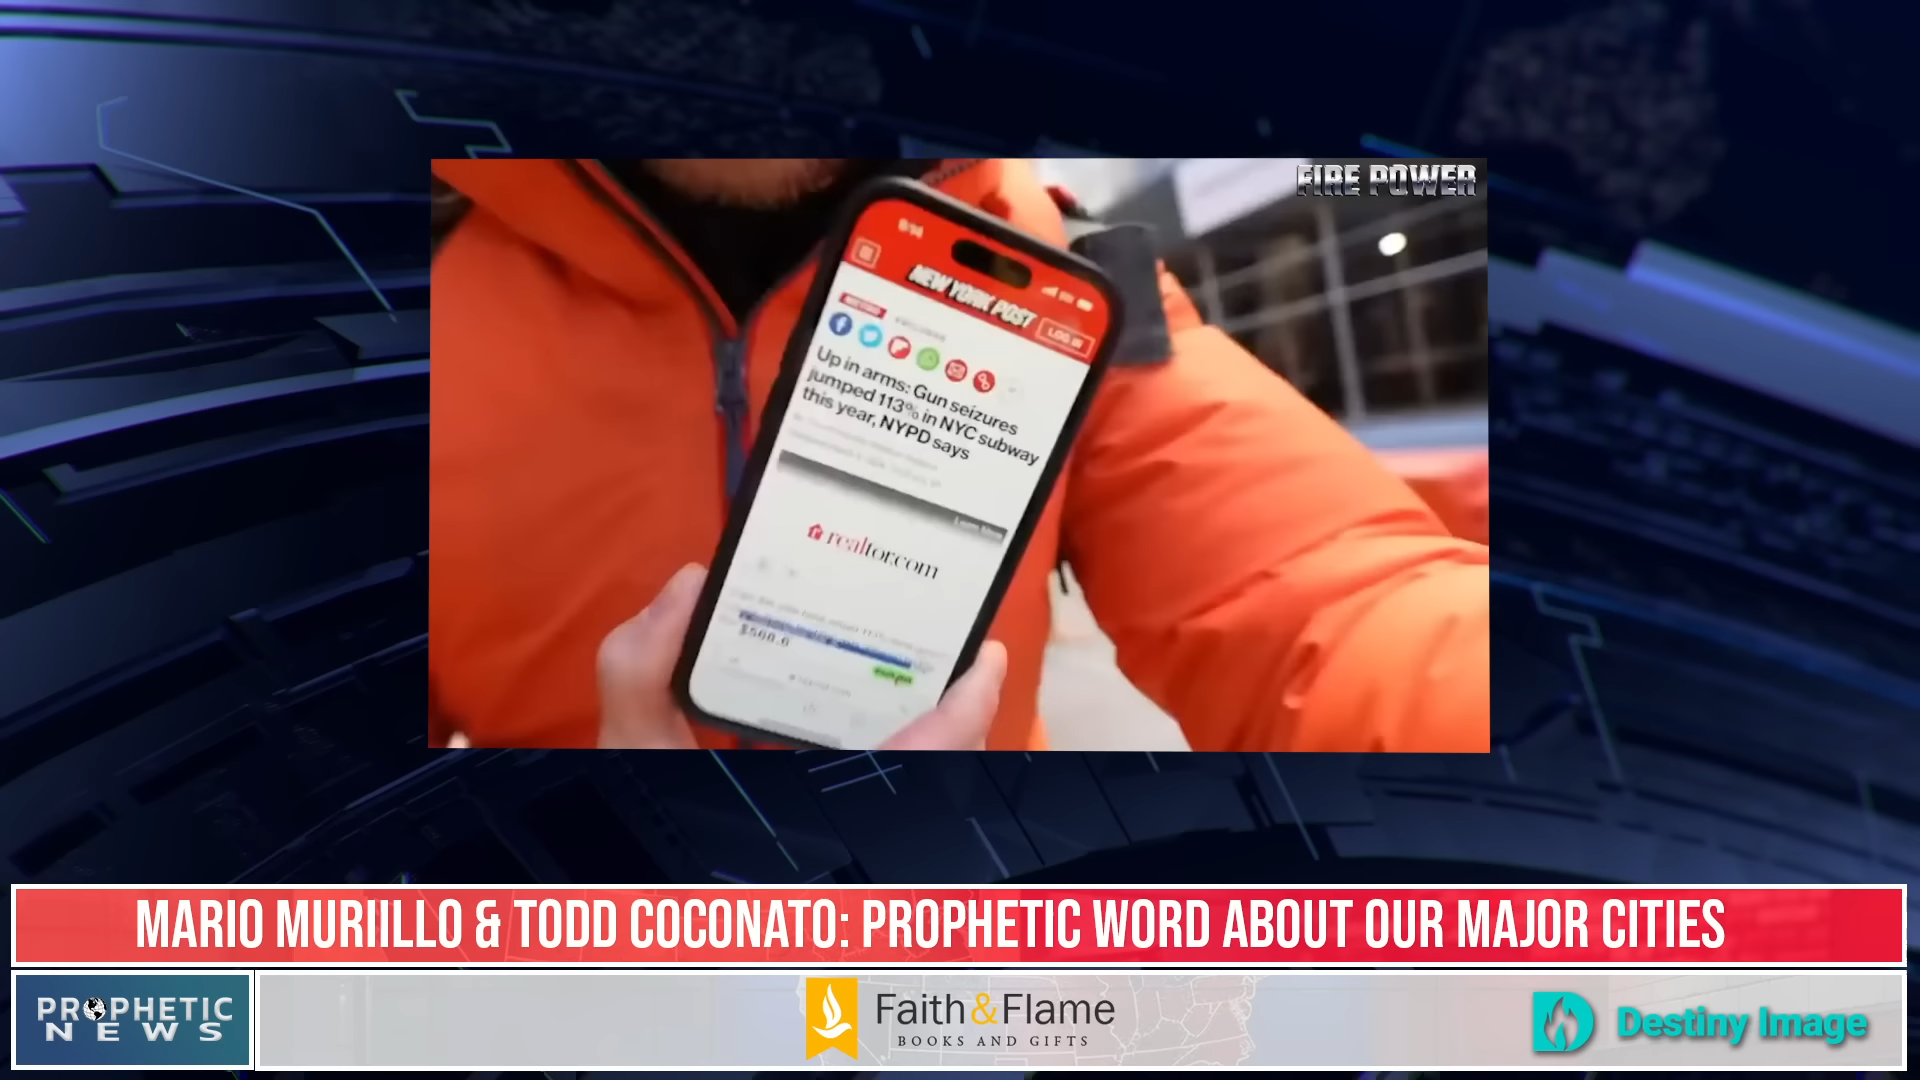 FIRE POWER
NEW YORK POST
LOG IN
Up in arms: Gun seizures
jumped 113% in NYC subway
this year, NYPD says
Learn More
realtor.com
MARIO MURIILLO & TODD COCONATO: PROPHETIC WORD ABOUT OUR MAJOR CITIES
PROPHETIC
NEWS
Faith&Flame
BOOKS AND GIFTS
Destiny Image